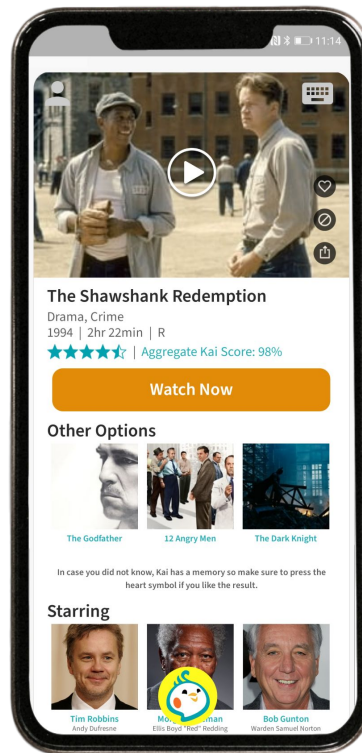 11:14
The Shawshank Redemption
Drama, Crime
1994 | 2hr 22min | R
| Aggregate Kai Score: 98%
Watch Now
Other Options
The Godfather
12 Angry Men
The Dark Knight
In case you did not know, Kai has a memory so make sure to press the
heart symbol if you like the result.
Starring
Tim Robbins
Andy Dufresne
Ellis Boyd "Red" Redding
Bob Gunton
Warden Samuel Norton